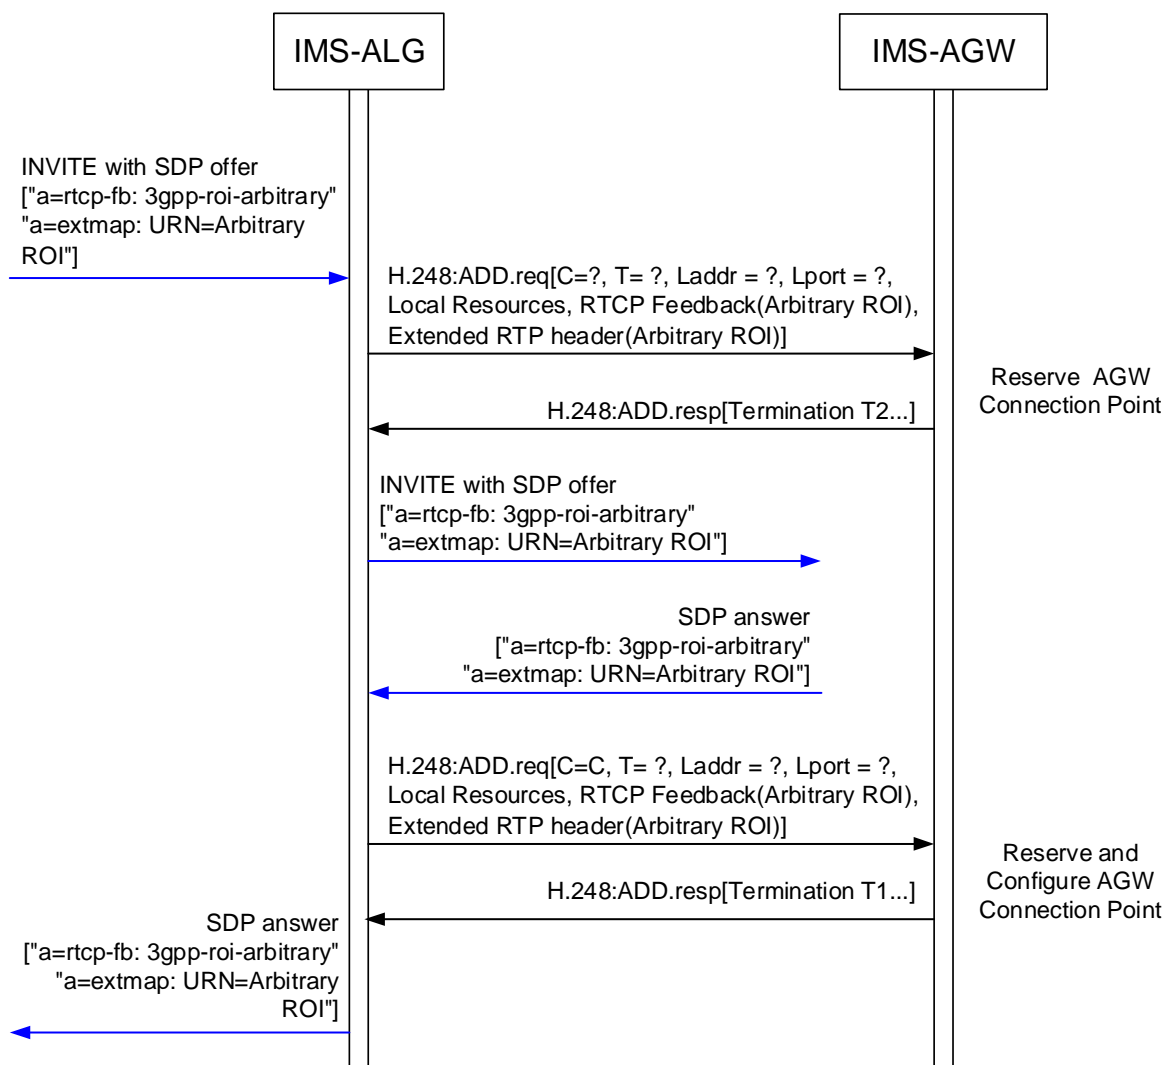 IMS-ALG
IMS-AGW
INVITE with SDP offer
["a=rtcp-fb: 3gpp-roi-arbitrary"
"a=extmap: URN=Arbitrary
ROI"]
H.248:ADD.req[C=?, T= ?, Laddr = ?, Lport = ?,
Local Resources, RTCP Feedback(Arbitrary ROI),
Extended RTP header(Arbitrary ROI)]
Reserve AGW
Connection Point
H.248:ADD.resp[Termination T2...]
INVITE with SDP offer
["a=rtcp-fb: 3gpp-roi-arbitrary"
"a=extmap: URN=Arbitrary ROI"]
SDP answer
["a=rtcp-fb: 3gpp-roi-arbitrary"
"a=extmap: URN=Arbitrary ROI"]
H.248:ADD.req[C=C, T= ?, Laddr = ?, Lport = ?,
Local Resources, RTCP Feedback(Arbitrary ROI),
Extended RTP header(Arbitrary ROI)]
Reserve and
Configure AGW
Connection Point
H.248:ADD.resp[Termination T1...]
SDP answer
["a=rtcp-fb: 3gpp-roi-arbitrary"
"a=extmap: URN=Arbitrary
ROI"]